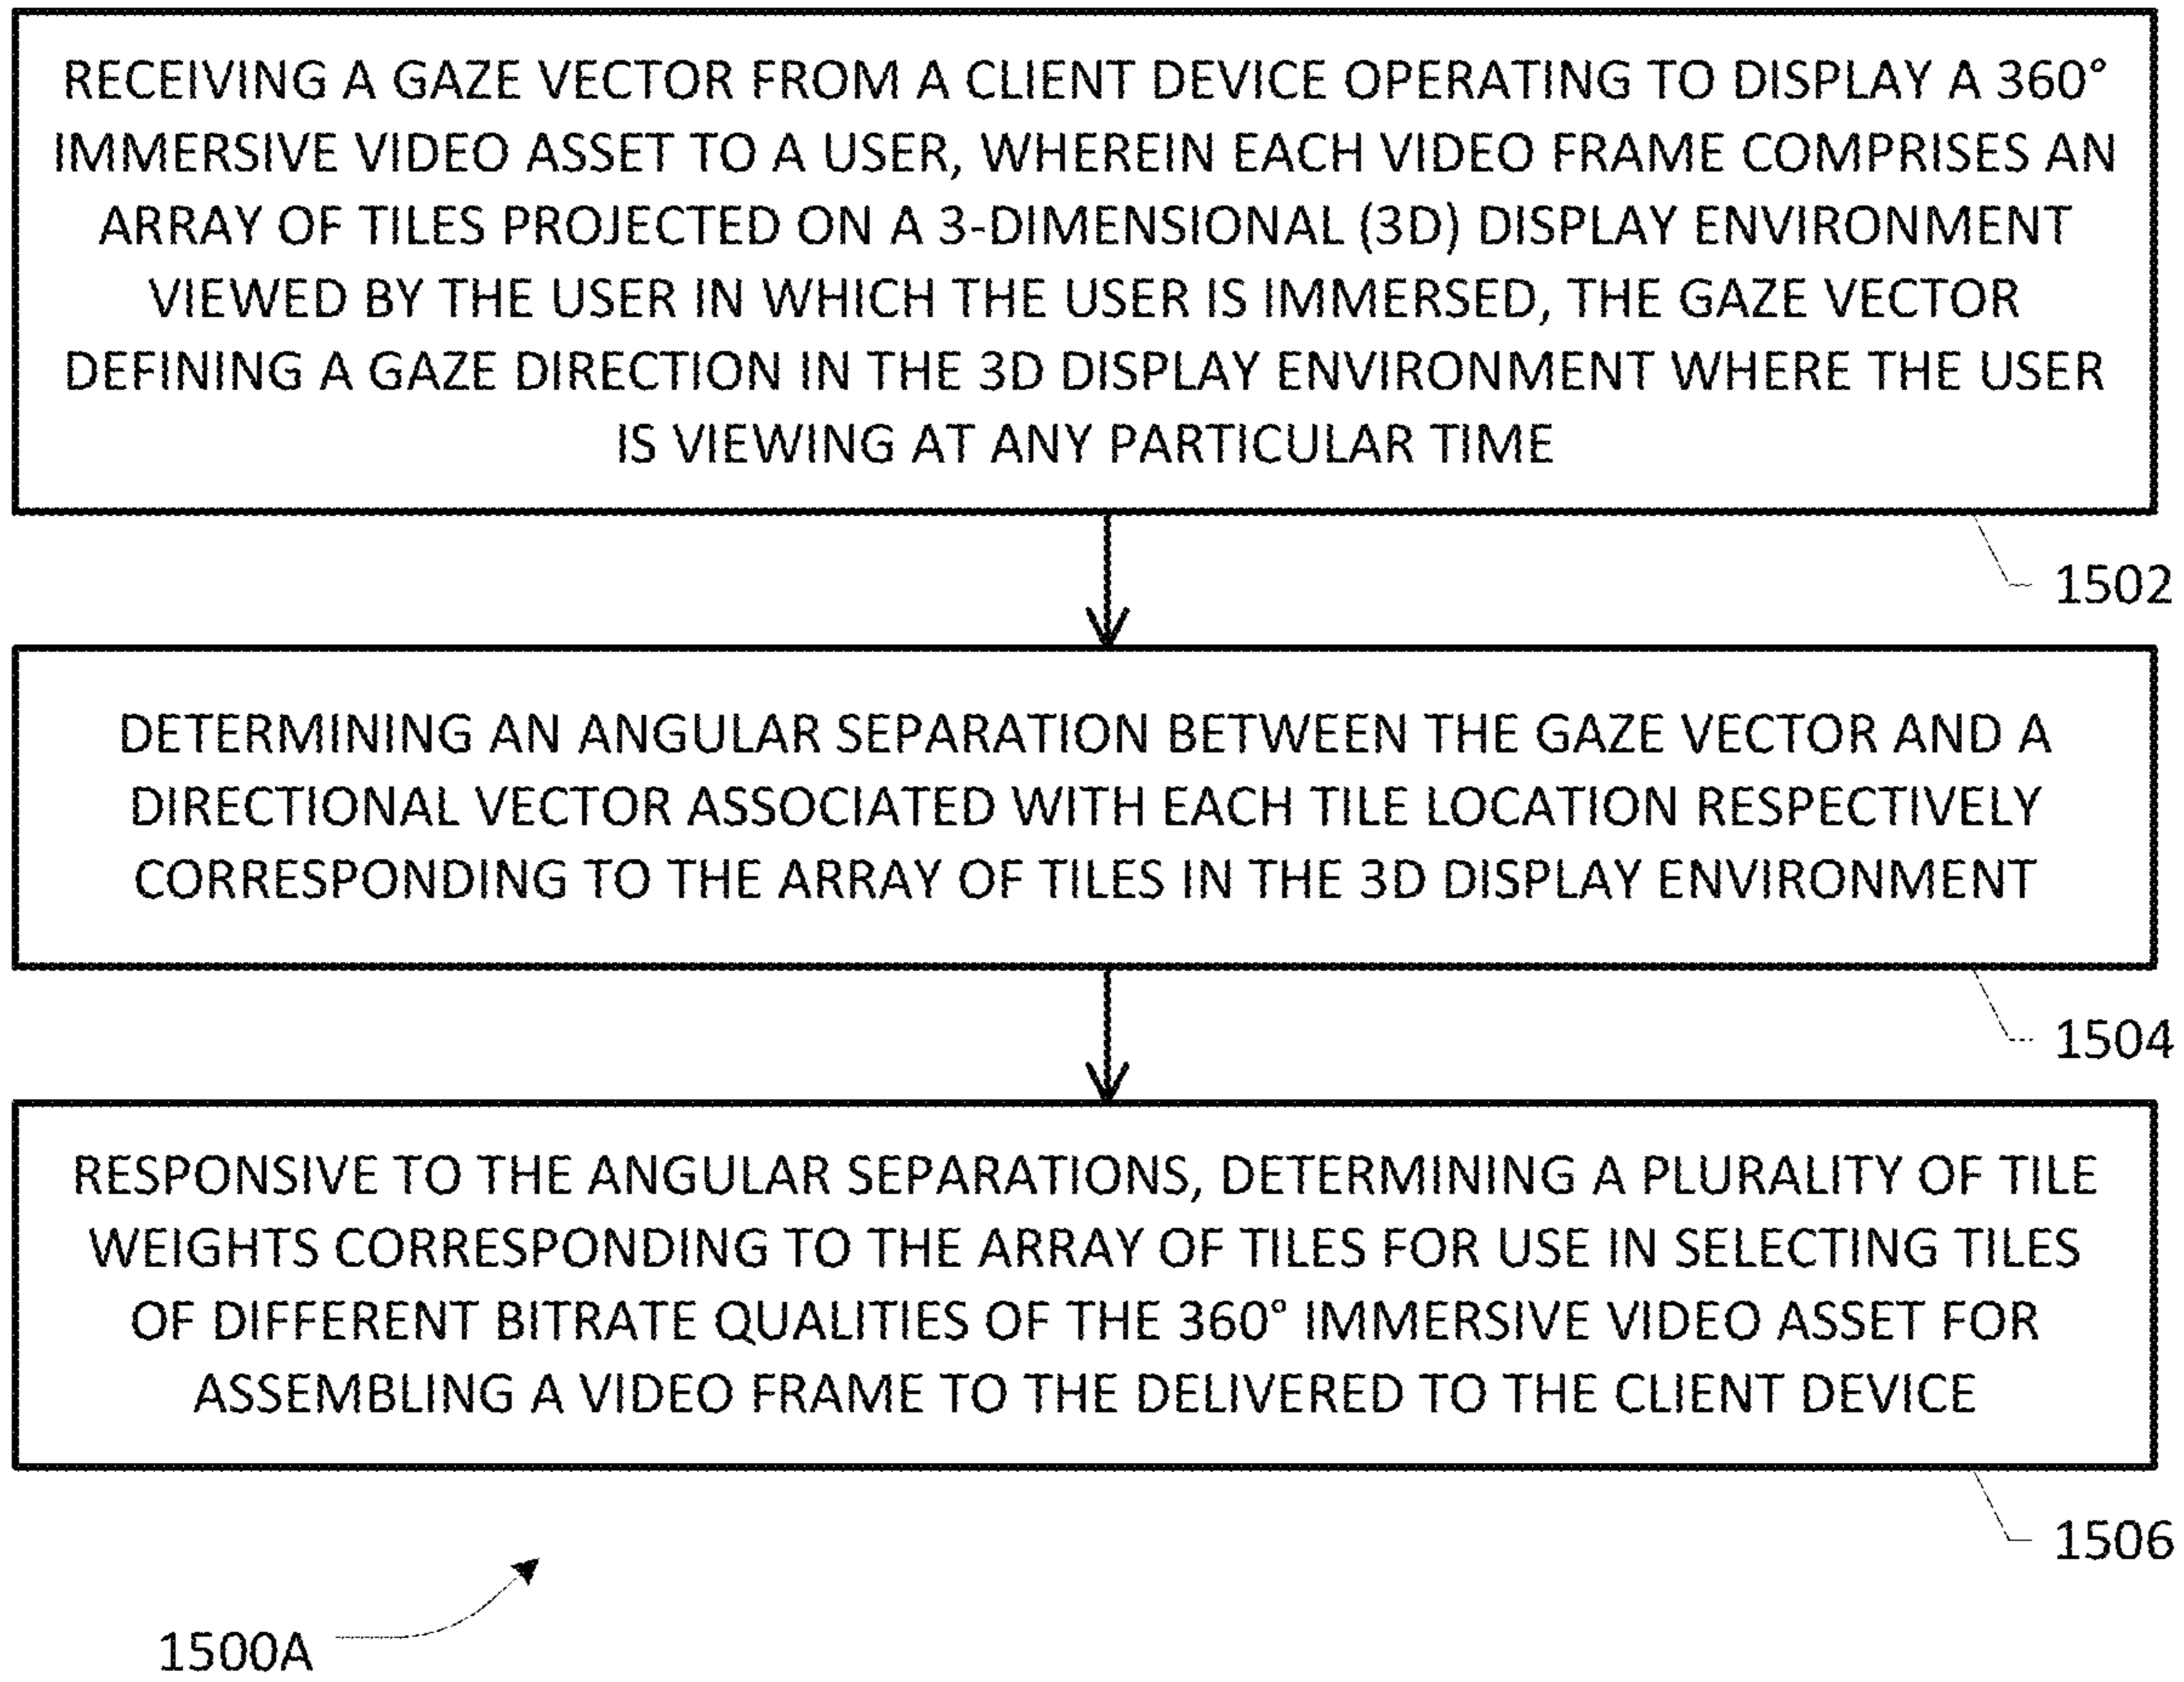 RECEIVING A GAZE VECTOR FROM A CLIENT DEVICE OPERATING TO DISPLAY A 360°
IMMERSIVE VIDEO ASSET TO A USER, WHEREIN EACH VIDEO FRAME COMPRISES AN
ARRAY OF TILES PROJECTED ON A 3-DIMENSIONAL (3D) DISPLAY ENVIRONMENT
VIEWED BY THE USER IN WHICH THE USER IS IMMERSED, THE GAZE VECTOR
DEFINING A GAZE DIRECTION IN THE 3D DISPLAY ENVIRONMENT WHERE THE USER
IS VIEWING AT ANY PARTICULAR TIME
1502
DETERMINING AN ANGULAR SEPARATION BETWEEN THE GAZE VECTOR AND A
DIRECTIONAL VECTOR ASSOCIATED WITH EACH TILE LOCATION RESPECTIVELY
CORRESPONDING TO THE ARRAY OF TILES IN THE 3D DISPLAY ENVIRONMENT
1504
RESPONSIVE TO THE ANGULAR SEPARATIONS, DETERMINING A PLURALITY OF TILE
WEIGHTS CORRESPONDING TO THE ARRAY OF TILES FOR USE IN SELECTING TILES
OF DIFFERENT BITRATE QUALITIES OF THE 360° IMMERSIVE VIDEO ASSET FOR
ASSEMBLING A VIDEO FRAME TO THE DELIVERED TO THE CLIENT DEVICE
1506
1500A